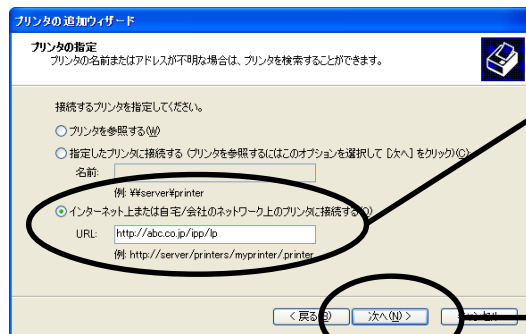 プリンタの追加ウィザード
プリンタの指定
プリンタの名前またはアドレスが不明な場合は、プリンタを検索することができます。
接続するプリンタを指定してください。
プリンタを参照する(W)
指定したプリンタに接続する (プリンタを参照するにはこのオプションを選択して [次へ] をクリック)(C)
名前:
例: ¥¥server¥printer
インターネット上または自宅/会社のネットワーク上のプリンタに接続する(O)
URL: http://abc.co.jp/ipp/lp
例: http://server/printers/myprinter/.printer
< 戻る(B) 次へ(N) > キャンセル